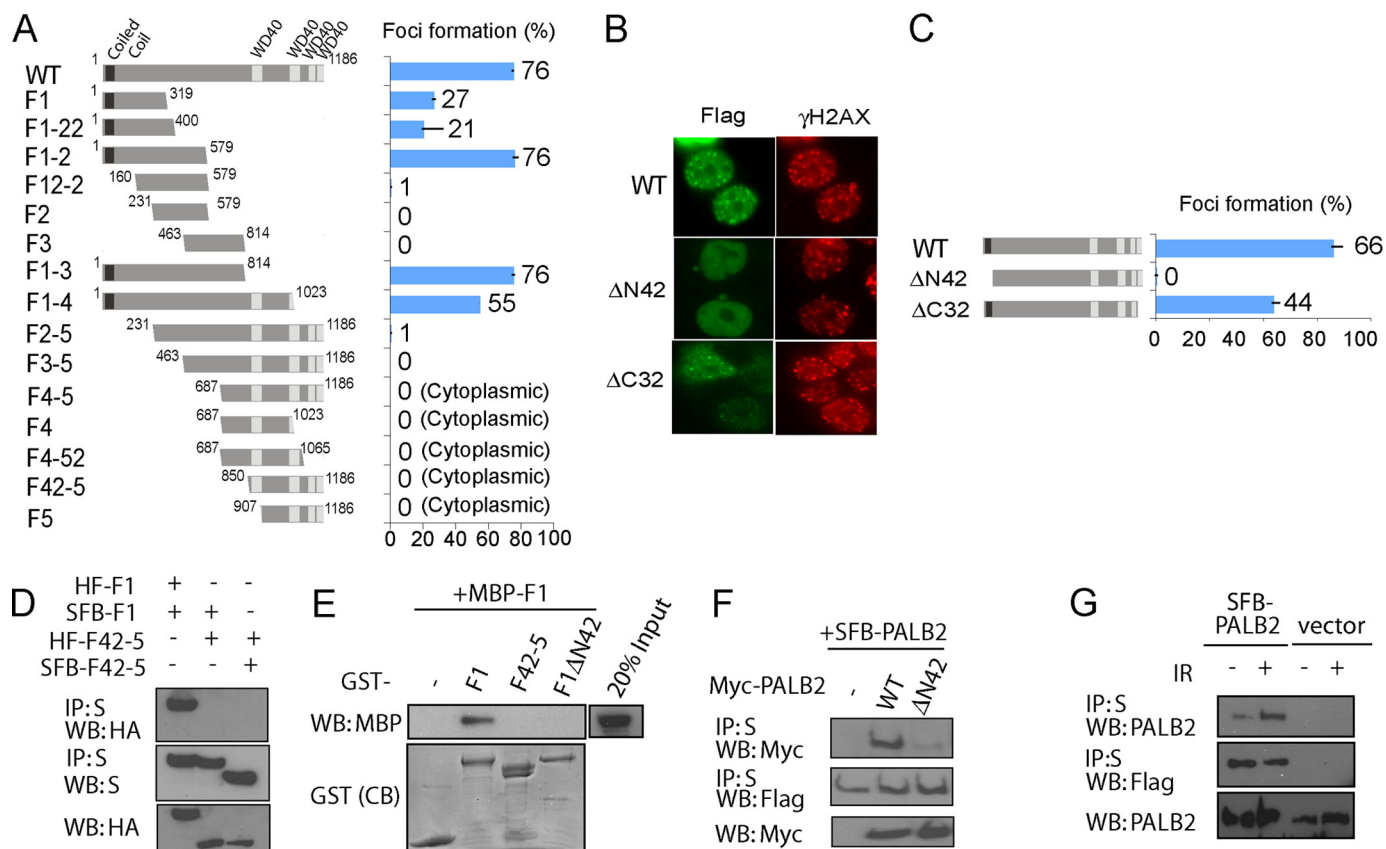 A
Coiled
Coil
WD40
WD40
WD40
WD40
Foci formation (%)
WT 1 1186 76
F1 1 319 27
F1-22 1 400 21
F1-2 1 579 76
F12-2 160 579 1
F2 231 579 0
F3 463 814 0
F1-3 1 814 76
F1-4 1 1023 55
F2-5 231 1186 1
F3-5 463 1186 0
F4-5 687 1186 0 (Cytoplasmic)
F4 687 1023 0 (Cytoplasmic)
F4-52 687 1065 0 (Cytoplasmic)
F42-5 850 1186 0 (Cytoplasmic)
F5 907 1186 0 (Cytoplasmic)
0 20 40 60 80 100
B
Flag γH2AX
WT
ΔN42
ΔC32
C
Foci formation (%)
WT 66
ΔN42 0
ΔC32 44
0 20 40 60 80 100
D
HF-F1 + - -
SFB-F1 + + -
HF-F42-5 - + +
SFB-F42-5 - - +
IP:S
WB:HA
IP:S
WB:S
WB:HA
E
+MBP-F1
GST- - F1 F42-5 F1ΔN42 20% Input
WB:MBP
GST (CB)
F
+SFB-PALB2
Myc-PALB2 - WT ΔN42
IP:S
WB:Myc
IP:S
WB:Flag
WB:Myc
G
SFB-
PALB2 vector
IR - + - +
IP:S
WB:PALB2
IP:S
WB:Flag
WB:PALB2